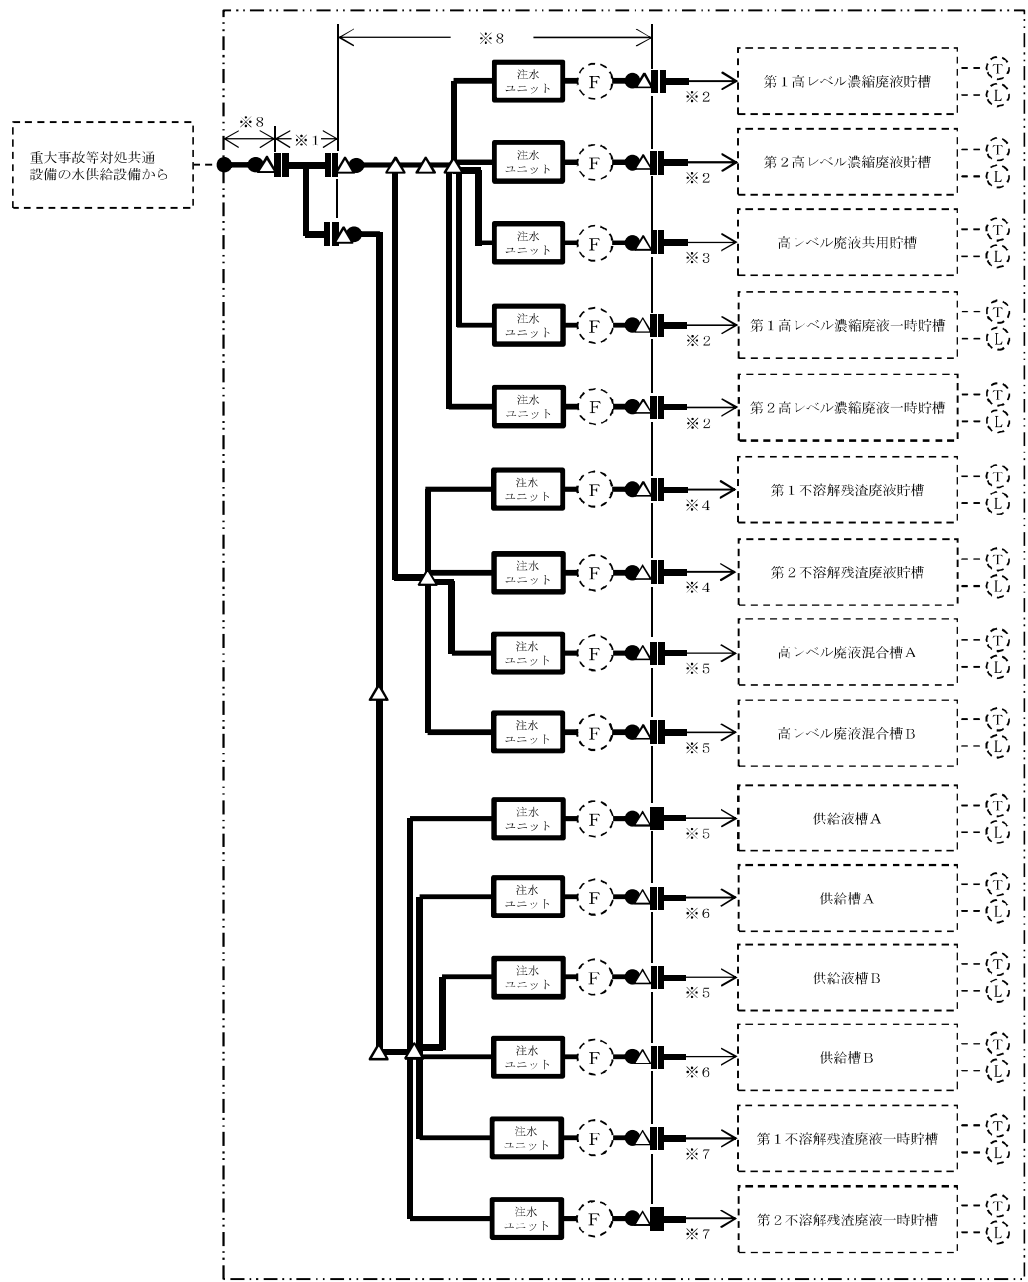 ※8
注水
ユニット
F
※2
第1高レベル濃縮廃液貯槽
T
L
※8
※1
重大事故等対処共通
設備の水供給設備から
注水
ユニット
F
※2
第2高レベル濃縮廃液貯槽
T
L
注水
ユニット
F
※3
高レベル廃液共用貯槽
T
L
注水
ユニット
F
※2
第1高レベル濃縮廃液一時貯槽
T
L
注水
ユニット
F
※2
第2高レベル濃縮廃液一時貯槽
T
L
注水
ユニット
F
※4
第1不溶解残渣廃液貯槽
T
L
注水
ユニット
F
※4
第2不溶解残渣廃液貯槽
T
L
注水
ユニット
F
※5
高レベル廃液混合槽A
T
L
注水
ユニット
F
※5
高レベル廃液混合槽B
T
L
注水
ユニット
F
※5
供給液槽A
T
L
注水
ユニット
F
※6
供給槽A
T
L
注水
ユニット
F
※5
供給液槽B
T
L
注水
ユニット
F
※6
供給槽B
T
L
注水
ユニット
F
※7
第1不溶解残渣廃液一時貯槽
T
L
注水
ユニット
F
※7
第2不溶解残渣廃液一時貯槽
T
L